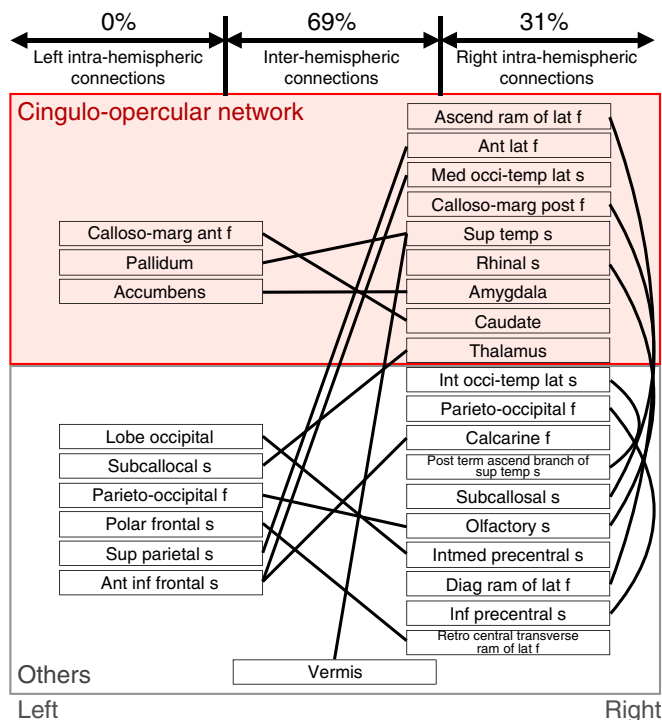 0%
69%
31%
Left intra-hemispheric
connections
Inter-hemispheric
connections
Right intra-hemispheric
connections
Cingulo-opercular network
Calloso-marg ant f
Pallidum
Accumbens
Ascend ram of lat f
Ant lat f
Med occi-temp lat s
Calloso-marg post f
Sup temp s
Rhinal s
Amygdala
Caudate
Thalamus
Lobe occipital
Subcallocal s
Parieto-occipital f
Polar frontal s
Sup parietal s
Ant inf frontal s
Int occi-temp lat s
Parieto-occipital f
Calcarine f
Post term ascend branch of
sup temp s
Subcallosal s
Olfactory s
Intmed precentral s
Diag ram of lat f
Inf precentral s
Retro central transverse
ram of lat f
Vermis
Others
Left
Right